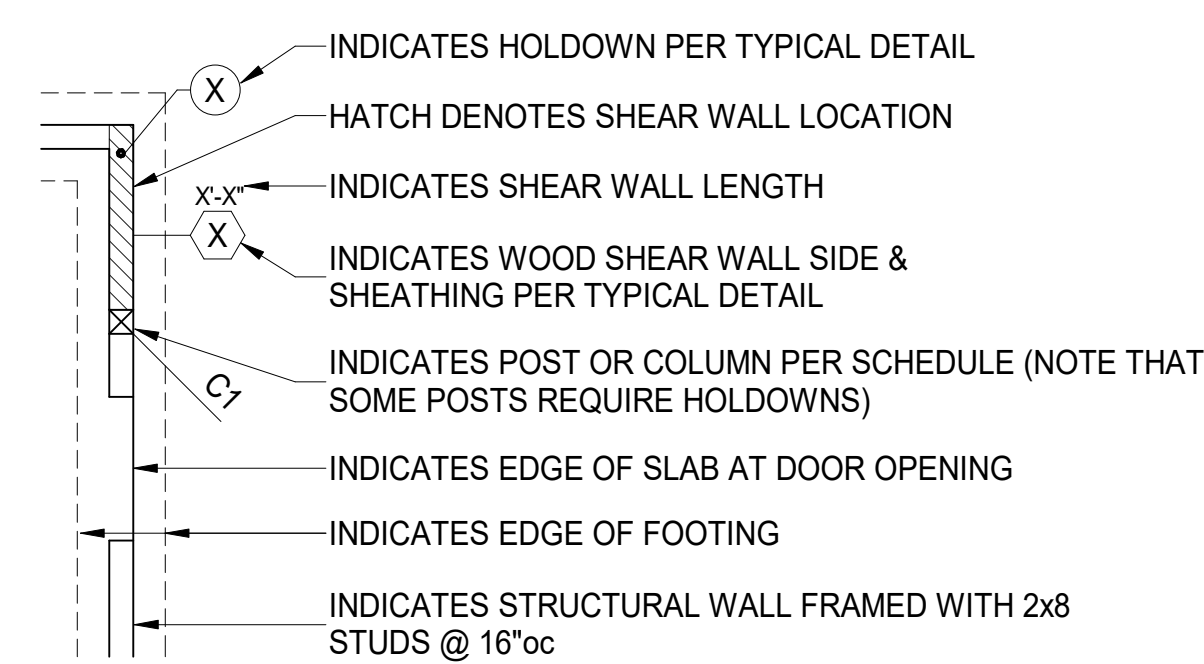 INDICATES HOLDOWN PER TYPICAL DETAIL
X
HATCH DENOTES SHEAR WALL LOCATION
X'-X"
INDICATES SHEAR WALL LENGTH
X
INDICATES WOOD SHEAR WALL SIDE &
SHEATHING PER TYPICAL DETAIL
INDICATES POST OR COLUMN PER SCHEDULE (NOTE THAT
SOME POSTS REQUIRE HOLDOWNS)
C1
INDICATES EDGE OF SLAB AT DOOR OPENING
INDICATES EDGE OF FOOTING
INDICATES STRUCTURAL WALL FRAMED WITH 2x8
STUDS @ 16"oc